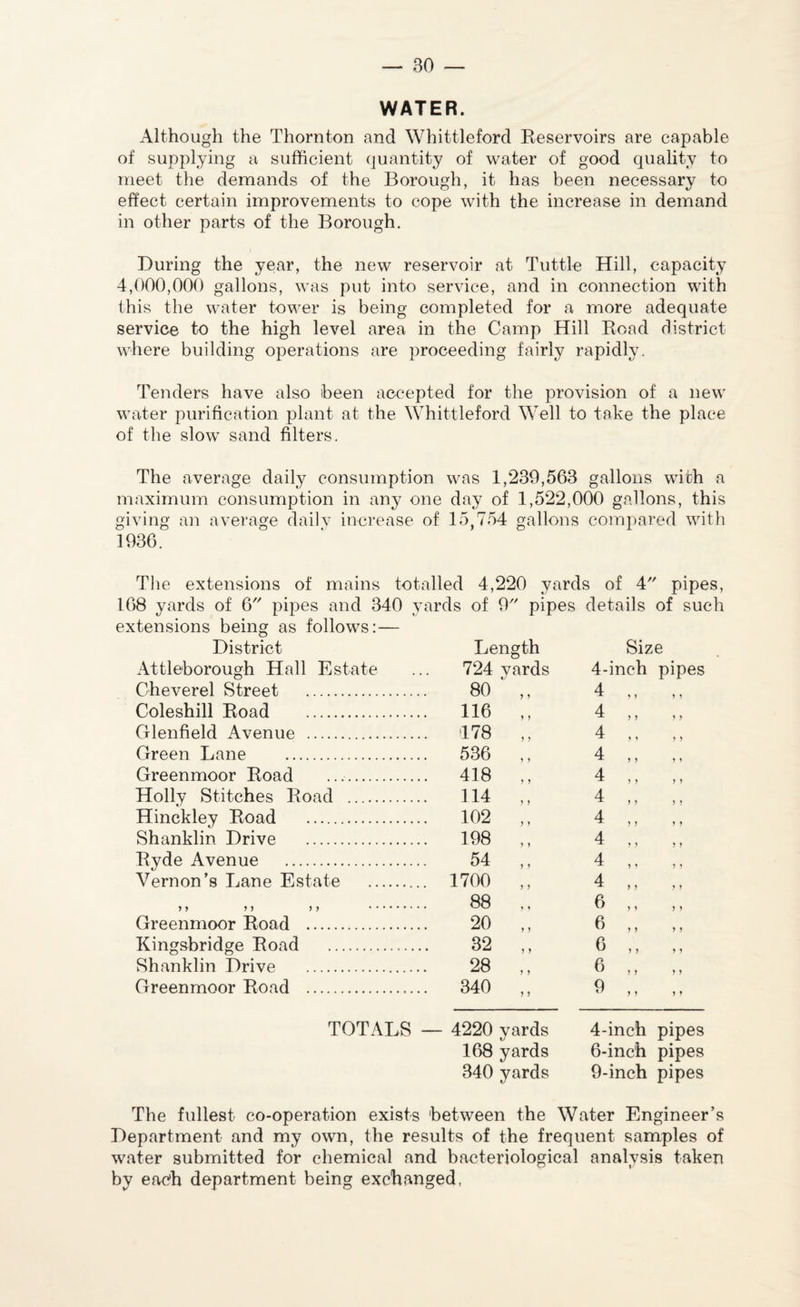 — 30 —
WATER.
Although the Thornton and Whittleford Reservoirs are capable
of supplying a sufficient quantity of water of good quality to
meet the demands of the Borough, it has been necessary to
effect certain improvements to cope with the increase in demand
in other parts of the Borough.
During the year, the new reservoir at Tuttle Hill, capacity
4,000,000 gallons, was put into service, and in connection with
this the water tower is being completed for a more adequate
service to the high level area in the Camp Hill Road district
where building operations are proceeding fairly rapidly.
Tenders have also been accepted for the provision of a new
water purification plant at the Whittleford Well to take the place
of the slow sand filters.
The average daily consumption was 1,239,563 gallons with a
maximum consumption in any one day of 1,522,000 gallons, this
giving an average daily increase of 15,754 gallons compared with
1936.
The extensions of mains totalled 4,220 yards of 4″ pipes,
168 yards of 6″ pipes and 340 yards of 9″ pipes details of such
extensions being as follows:—
District Length Size
Attleborough Hall Estate ... 724 yards 4-inch pipes
Cheverel Street .................. 80 ,, 4 ,, ,,
Coleshill Road .................. 116 ,, 4 ,, ,,
Glenfield Avenue .................. 178 ,, 4 ,, ,,
Green Lane .................. 536 ,, 4 ,, ,,
Greenmoor Road .................. 418 ,, 4 ,, ,,
Holly Stitches Road ............ 114 ,, 4 ,, ,,
Hinckley Road .................. 102 ,, 4 ,, ,,
Shanklin Drive .................. 198 ,, 4 ,, ,,
Ryde Avenue .................. 54 ,, 4 ,, ,,
Vernon's Lane Estate ......... 1700 ,, 4 ,, ,,
,, ,, ,, ......... 88 ,, 6 ,, ,,
Greenmoor Road .................. 20 ,, 6 ,, ,,
Kingsbridge Road ............... 32 ,, 6 ,, ,,
Shanklin Drive .................. 28 ,, 6 ,, ,,
Greenmoor Road .................. 340 ,, 9 ,, ,,
TOTALS — 4220 yards 4-inch pipes
168 yards 6-inch pipes
340 yards 9-inch pipes
The fullest co-operation exists between the Water Engineer's
Department and my own, the results of the frequent samples of
water submitted for chemical and bacteriological analysis taken
by each department being exchanged,